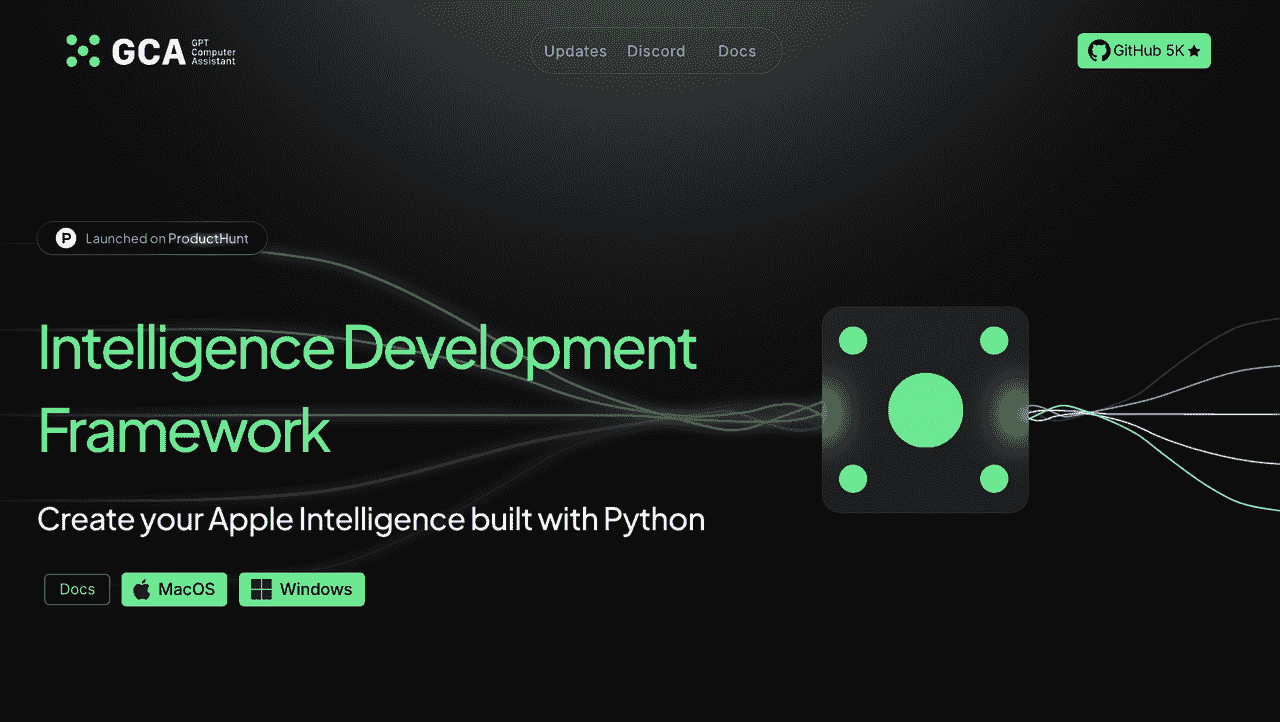 GCA
GPT
Computer
Assistant
Updates Discord Docs
GitHub 5K
P Launched on ProductHunt
Intelligence Development
Framework
Create your Apple Intelligence built with Python
Docs MacOS Windows